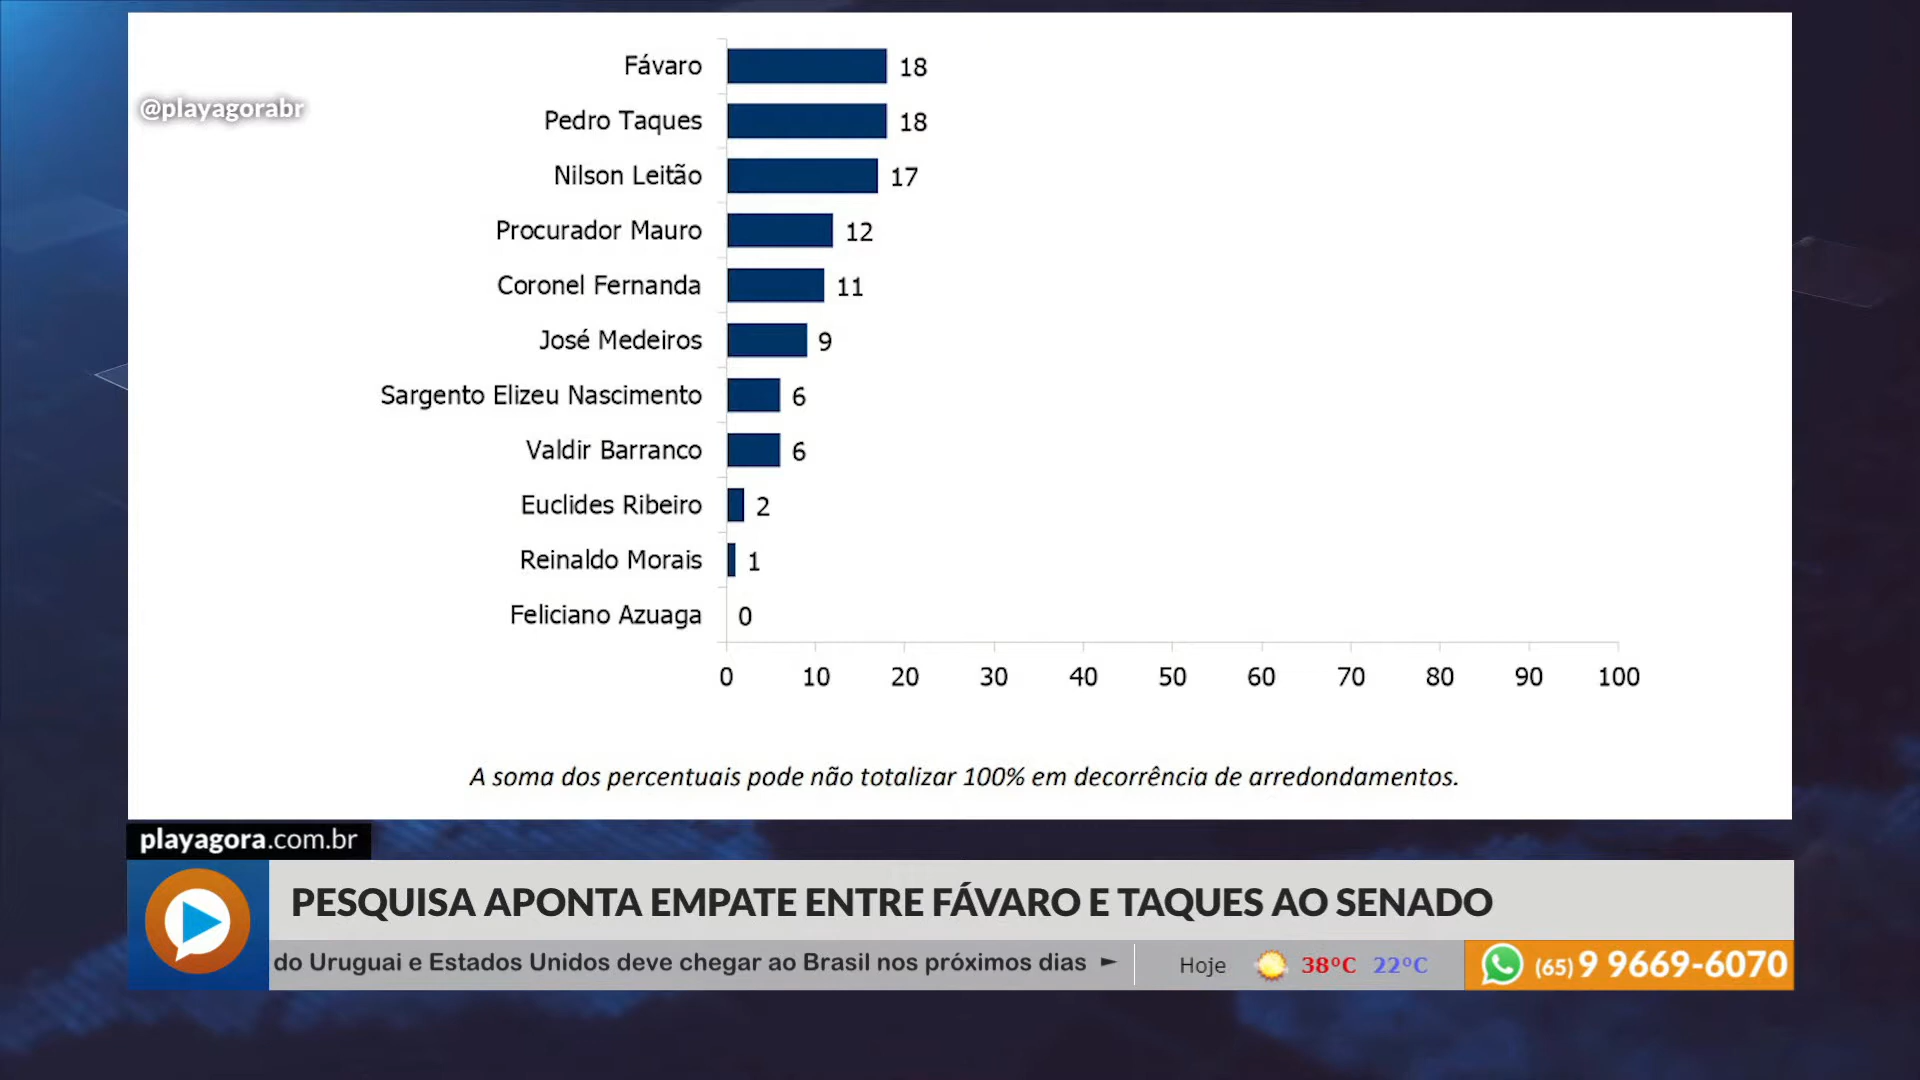 @playagorabr
Fávaro 18
Pedro Taques 18
Nilson Leitão 17
Procurador Mauro 12
Coronel Fernanda 11
José Medeiros 9
Sargento Elizeu Nascimento 6
Valdir Barranco 6
Euclides Ribeiro 2
Reinaldo Morais 1
Feliciano Azuaga 0
0 10 20 30 40 50 60 70 80 90 100
A soma dos percentuais pode não totalizar 100% em decorrência de arredondamentos.
playagora.com.br
PESQUISA APONTA EMPATE ENTRE FÁVARO E TAQUES AO SENADO
do Uruguai e Estados Unidos deve chegar ao Brasil nos próximos dias ► Hoje 38ºC 22ºC (65) 9 9669-6070